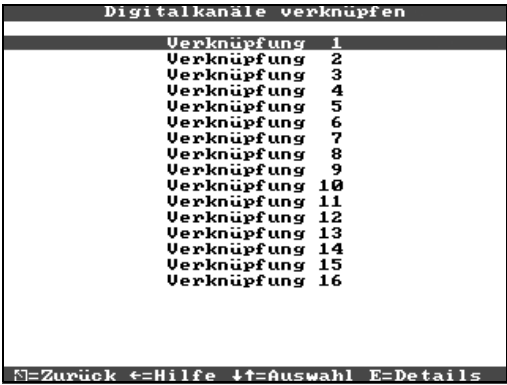 Digitalkanäle verknüpfen
Verknüpfung 1
Verknüpfung 2
Verknüpfung 3
Verknüpfung 4
Verknüpfung 5
Verknüpfung 6
Verknüpfung 7
Verknüpfung 8
Verknüpfung 9
Verknüpfung 10
Verknüpfung 11
Verknüpfung 12
Verknüpfung 13
Verknüpfung 14
Verknüpfung 15
Verknüpfung 16
=Zurück ←=Hilfe ↓↑=Auswahl E=Details